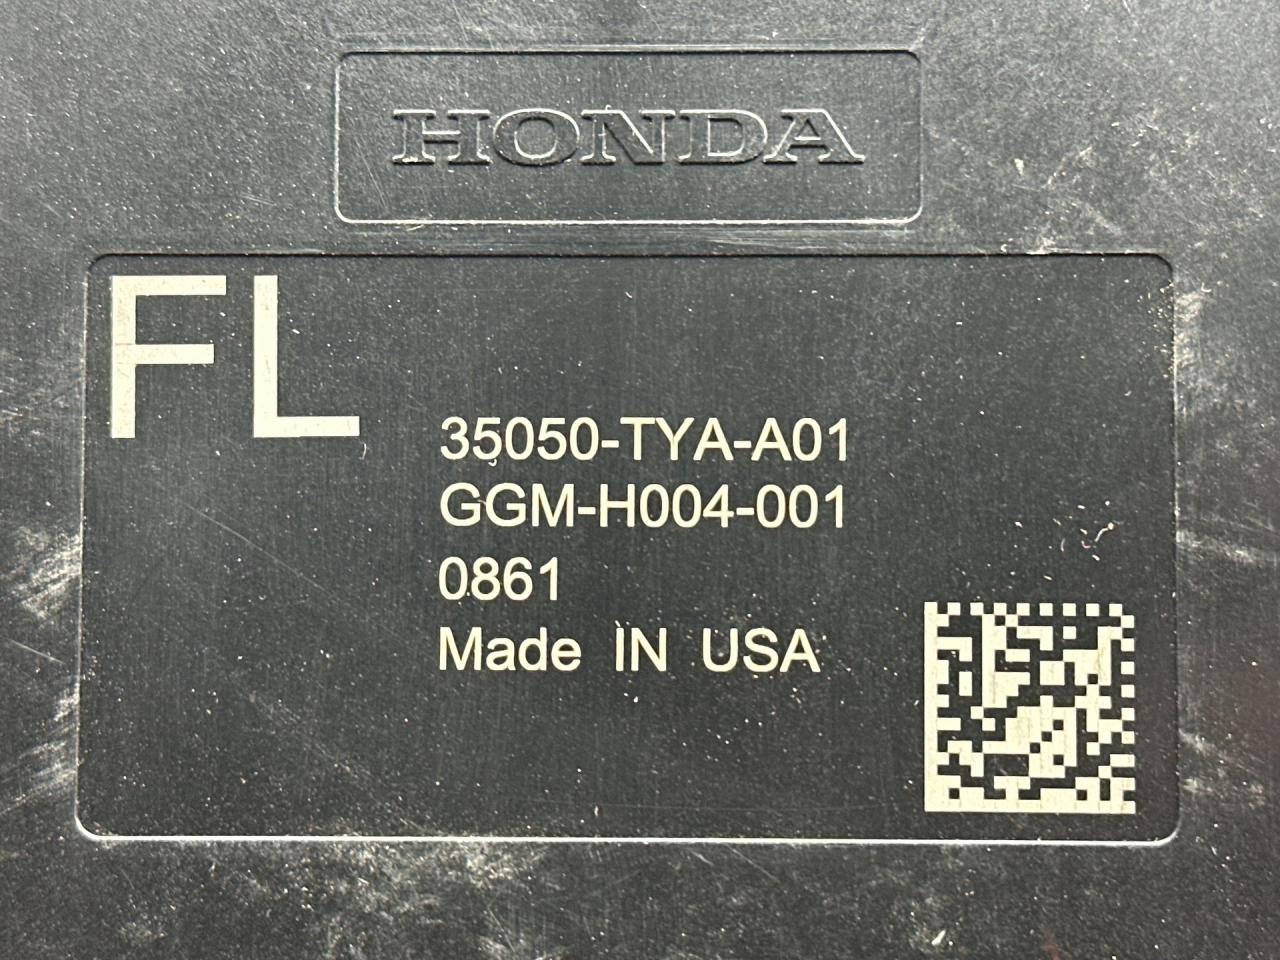 HONDA
FL
35050-TYA-A01
GGM-H004-001
0861
Made IN USA